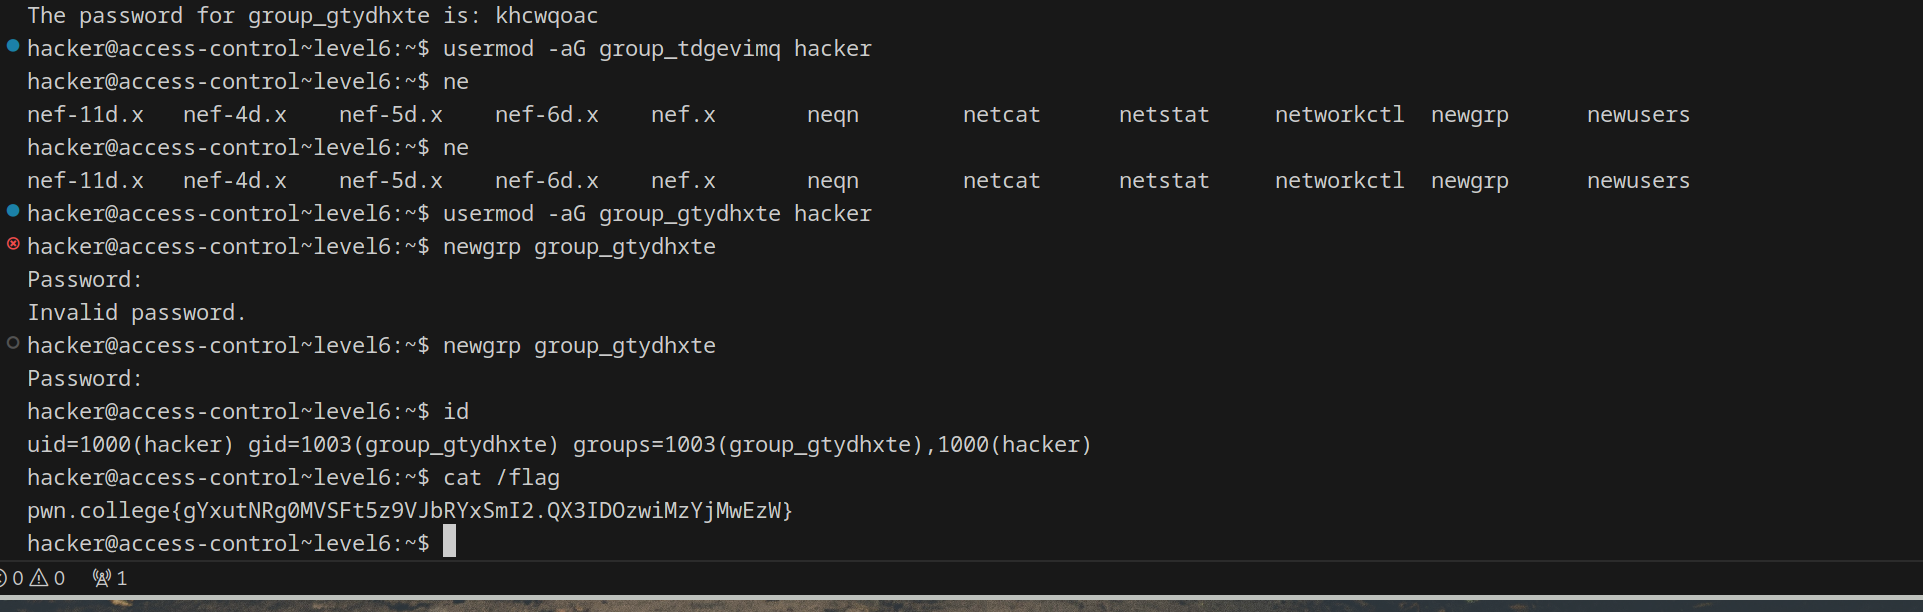 The password for group_gtydhxte is: khcwqoac
hacker@access-control~level6:~$ usermod -aG group_tdgevimq hacker
hacker@access-control~level6:~$ ne
nef-11d.x nef-4d.x nef-5d.x nef-6d.x nef.x neqn netcat netstat networkctl newgrp newusers
hacker@access-control~level6:~$ ne
nef-11d.x nef-4d.x nef-5d.x nef-6d.x nef.x neqn netcat netstat networkctl newgrp newusers
hacker@access-control~level6:~$ usermod -aG group_gtydhxte hacker
hacker@access-control~level6:~$ newgrp group_gtydhxte
Password:
Invalid password.
hacker@access-control~level6:~$ newgrp group_gtydhxte
Password:
hacker@access-control~level6:~$ id
uid=1000(hacker) gid=1003(group_gtydhxte) groups=1003(group_gtydhxte),1000(hacker)
hacker@access-control~level6:~$ cat /flag
pwn.college{gYxutNRg0MVSFt5z9VJbRYxSmI2.QX3IDOzwiMzYjMwEzW}
hacker@access-control~level6:~$
0 0 1